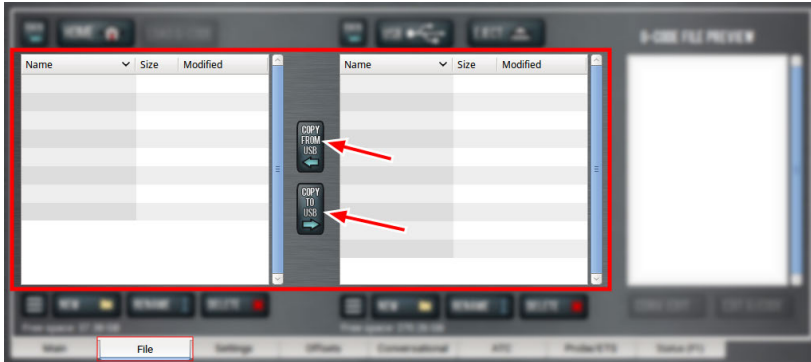 HOME
USB
EJECT
G-CODE FILE PREVIEW
Name Size Modified
Name Size Modified
COPY
FROM
USB
COPY
TO
USB
NEW RENAME DELETE
NEW RENAME DELETE
Main File Settings Offsets Conversational ATC Probe/ETS Status (F1)